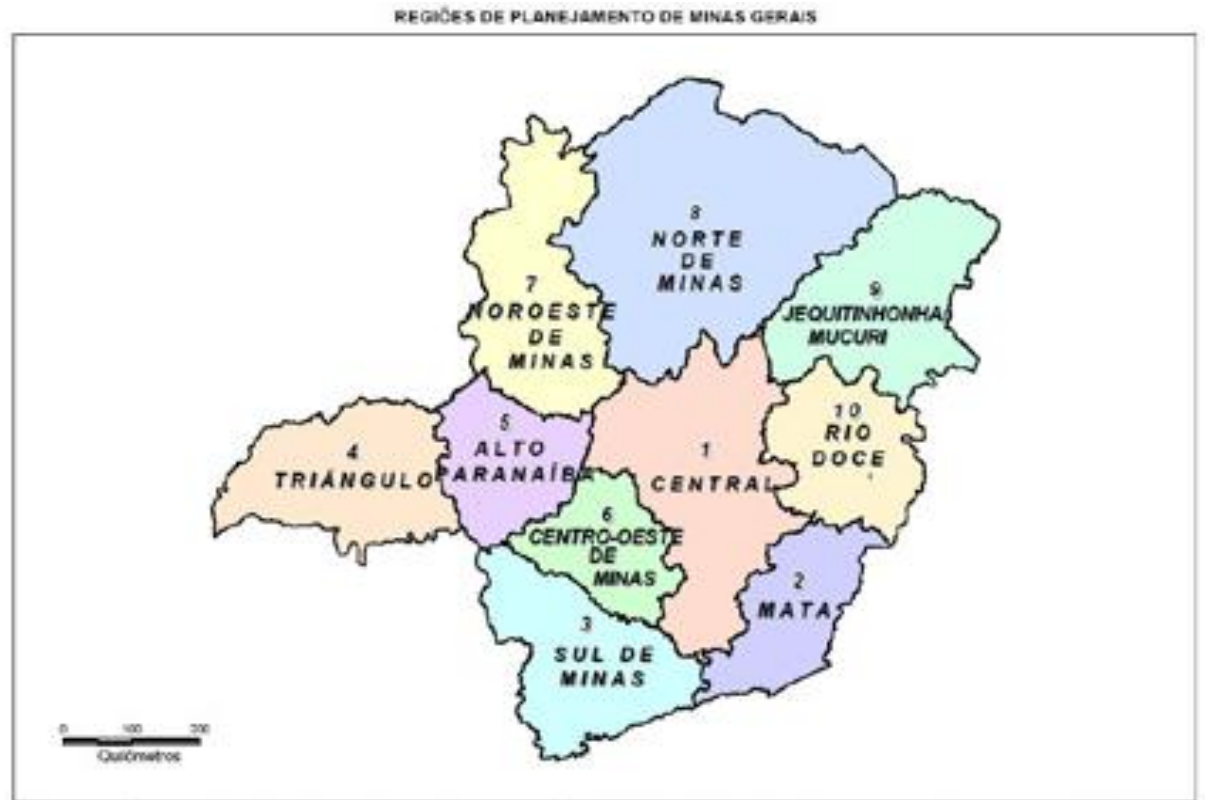 REGIÕES DE PLANEJAMENTO DE MINAS GERAIS
8
NORTE
DE
MINAS
7
NOROESTE
DE
MINAS
9
JEQUITINHONHA
MUCURI
10
RIO
DOCE
5
ALTO
PARANAÍBA
4
TRIÂNGULO
1
CENTRAL
6
CENTRO-OESTE
DE
MINAS
2
MATA
3
SUL DE
MINAS
0 100 200
Quilômetros